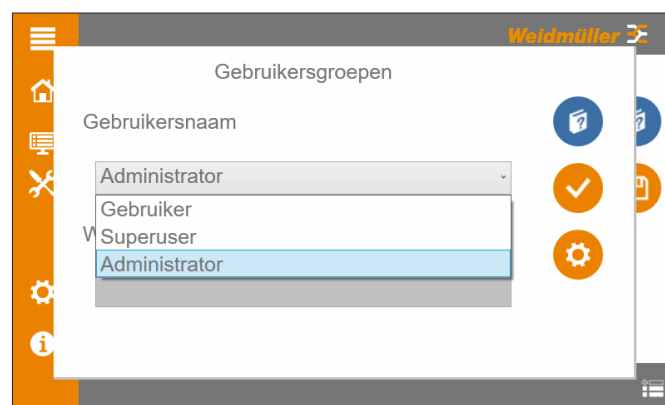 Weidmüller
Gebruikersgroepen
Gebruikersnaam
Administrator
Gebruiker
Superuser
Administrator